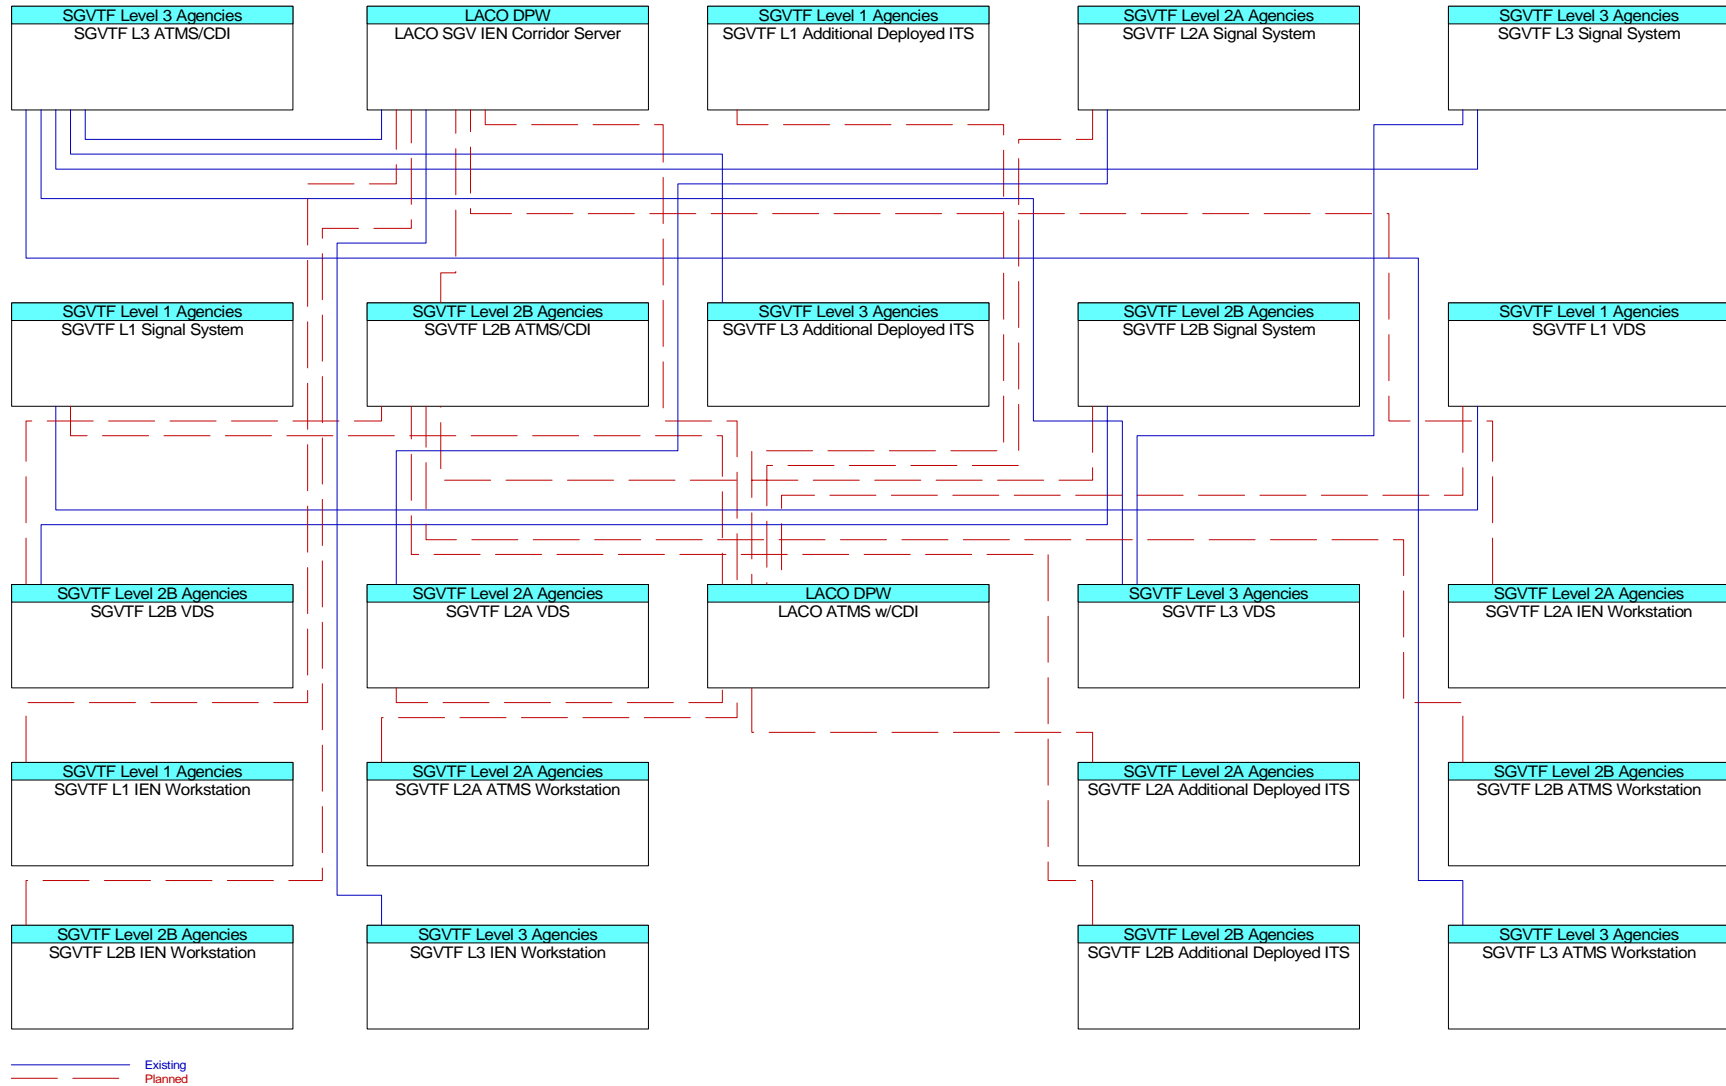 SGVTF Level 3 Agencies
SGVTF L3 ATMS/CDI
LACO DPW
LACO SGV IEN Corridor Server
SGVTF Level 1 Agencies
SGVTF L1 Additional Deployed ITS
SGVTF Level 2A Agencies
SGVTF L2A Signal System
SGVTF Level 3 Agencies
SGVTF L3 Signal System
SGVTF Level 1 Agencies
SGVTF L1 Signal System
SGVTF Level 2B Agencies
SGVTF L2B ATMS/CDI
SGVTF Level 3 Agencies
SGVTF L3 Additional Deployed ITS
SGVTF Level 2B Agencies
SGVTF L2B Signal System
SGVTF Level 1 Agencies
SGVTF L1 VDS
SGVTF Level 2B Agencies
SGVTF L2B VDS
SGVTF Level 2A Agencies
SGVTF L2A VDS
LACO DPW
LACO ATMS w/CDI
SGVTF Level 3 Agencies
SGVTF L3 VDS
SGVTF Level 2A Agencies
SGVTF L2A IEN Workstation
SGVTF Level 1 Agencies
SGVTF L1 IEN Workstation
SGVTF Level 2A Agencies
SGVTF L2A ATMS Workstation
SGVTF Level 2A Agencies
SGVTF L2A Additional Deployed ITS
SGVTF Level 2B Agencies
SGVTF L2B ATMS Workstation
SGVTF Level 2B Agencies
SGVTF L2B IEN Workstation
SGVTF Level 3 Agencies
SGVTF L3 IEN Workstation
SGVTF Level 2B Agencies
SGVTF L2B Additional Deployed ITS
SGVTF Level 3 Agencies
SGVTF L3 ATMS Workstation
Existing
Planned